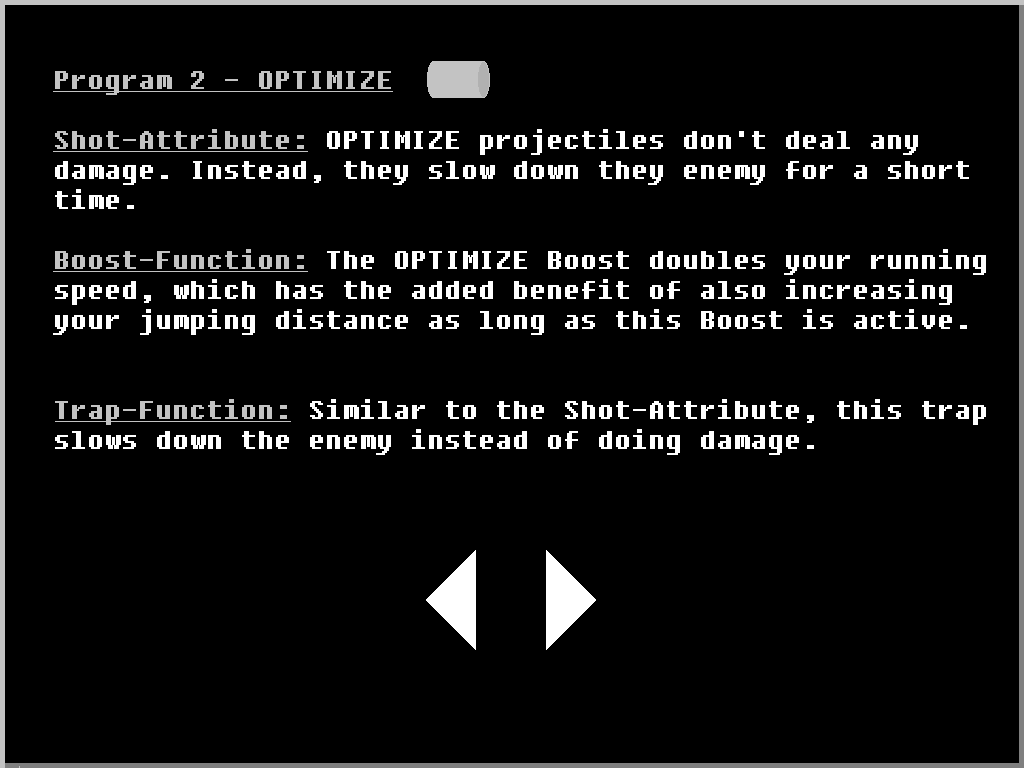 Program 2 - OPTIMIZE
Shot-Attribute: OPTIMIZE projectiles don't deal any
damage. Instead, they slow down they enemy for a short
time.
Boost-Function: The OPTIMIZE Boost doubles your running
speed, which has the added benefit of also increasing
your jumping distance as long as this Boost is active.
Trap-Function: Similar to the Shot-Attribute, this trap
slows down the enemy instead of doing damage.